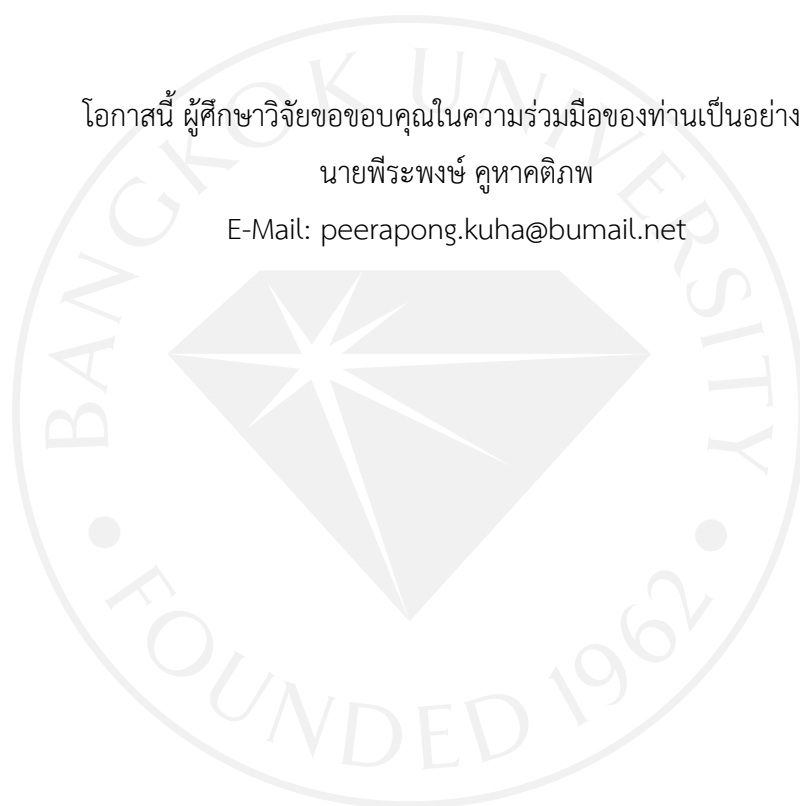 โอกาสนี้ ผู้ศึกษาวิจัยขอขอบคุณในความร่วมมือของท่านเป็นอย่าง
นายพีระพงษ์ คูหาคติภพ
E-Mail: peerapong.kuha@bumail.net
BANGKOK UNIVERSITY
FOUNDED 1962